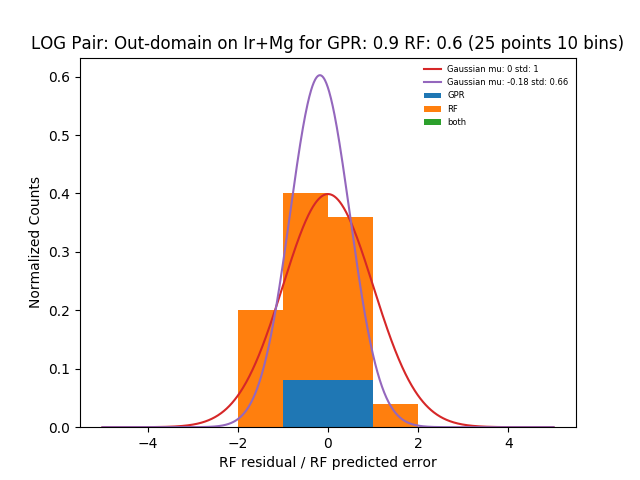 LOG Pair: Out-domain on Ir+Mg for GPR: 0.9 RF: 0.6 (25 points 10 bins)
Gaussian mu: 0 std: 1
Gaussian mu: -0.18 std: 0.66
GPR
RF
both
Normalized Counts
0.6
0.5
0.4
0.3
0.2
0.1
0.0
−4 −2 0 2 4
RF residual / RF predicted error